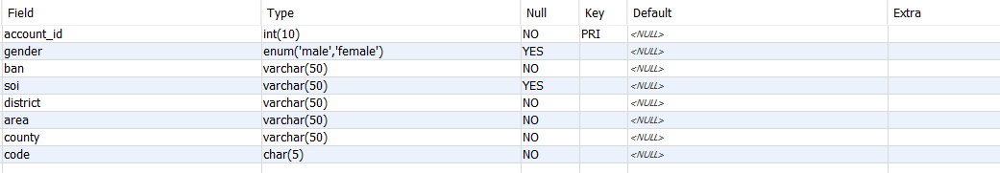 Field Type Null Key Default Extra
account_id int(10) NO PRI <NULL>
gender enum('male','female') YES <NULL>
ban varchar(50) NO <NULL>
soi varchar(50) YES <NULL>
district varchar(50) NO <NULL>
area varchar(50) NO <NULL>
county varchar(50) NO <NULL>
code char(5) NO <NULL>